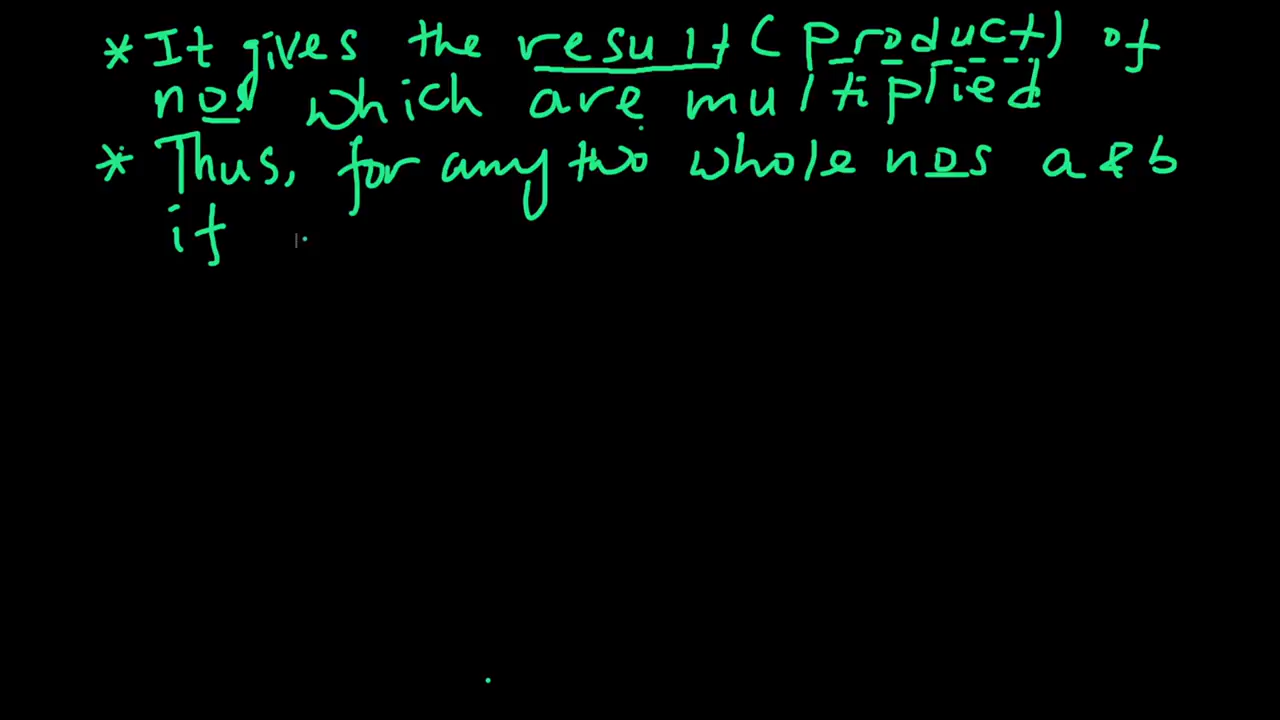 * It gives the result (product) of
nos which are multiplied
* Thus, for any two whole nos a & b
if